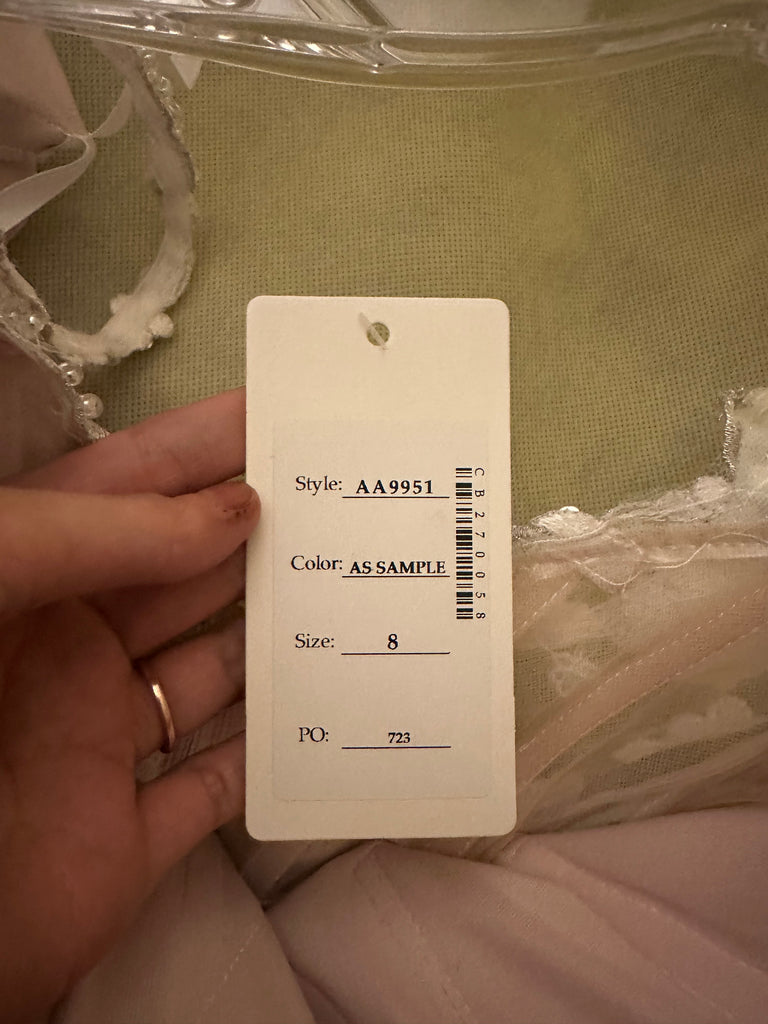 Style: AA9951
Color: AS SAMPLE
Size: 8
PO: 723
CB270058